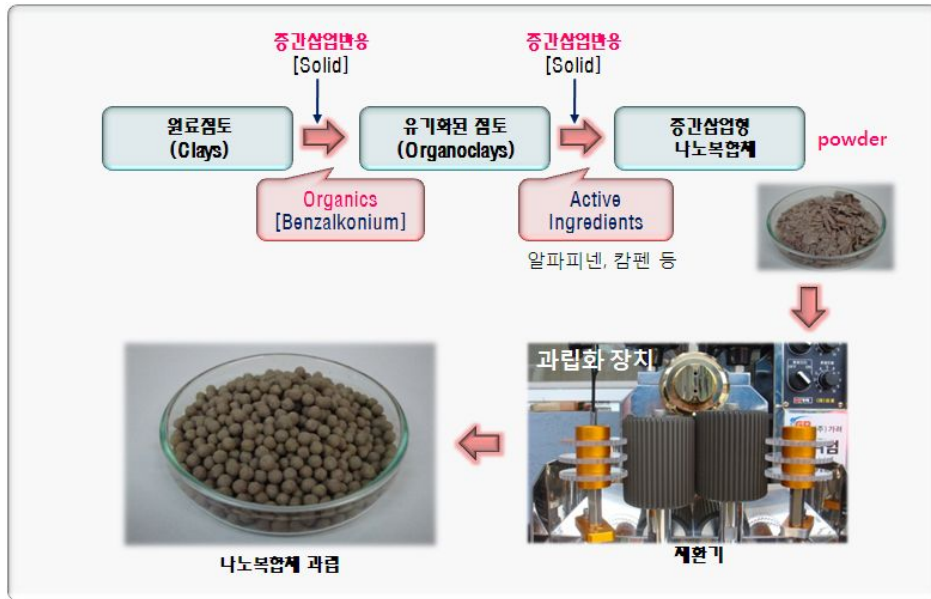 중간삽입반응
[Solid]
중간삽입반응
[Solid]
원료점토
(Clays)
유기화된 점토
(Organoclays)
중간삽입형
나노복합체
powder
Organics
[Benzalkonium]
Active
Ingredients
알파피넨, 캄펜 등
과립화 장치
나노복합체 과립
제환기